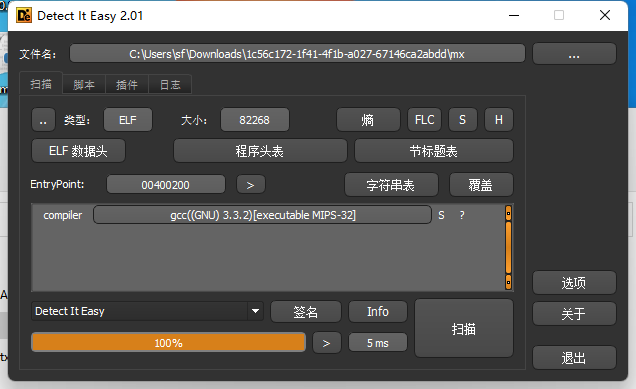 Detect It Easy 2.01
文件名： C:\Users\sf\Downloads\1c56c172-1f41-4f1b-a027-67146ca2abdd\mx ...
扫描 脚本 插件 日志
.. 类型： ELF 大小： 82268 熵 FLC S H
ELF 数据头 程序头表 节标题表
EntryPoint: 00400200 > 字符串表 覆盖
compiler gcc((GNU) 3.3.2)[executable MIPS-32] S ?
选项
Detect It Easy 签名 Info 扫描 关于
100% > 5 ms
退出